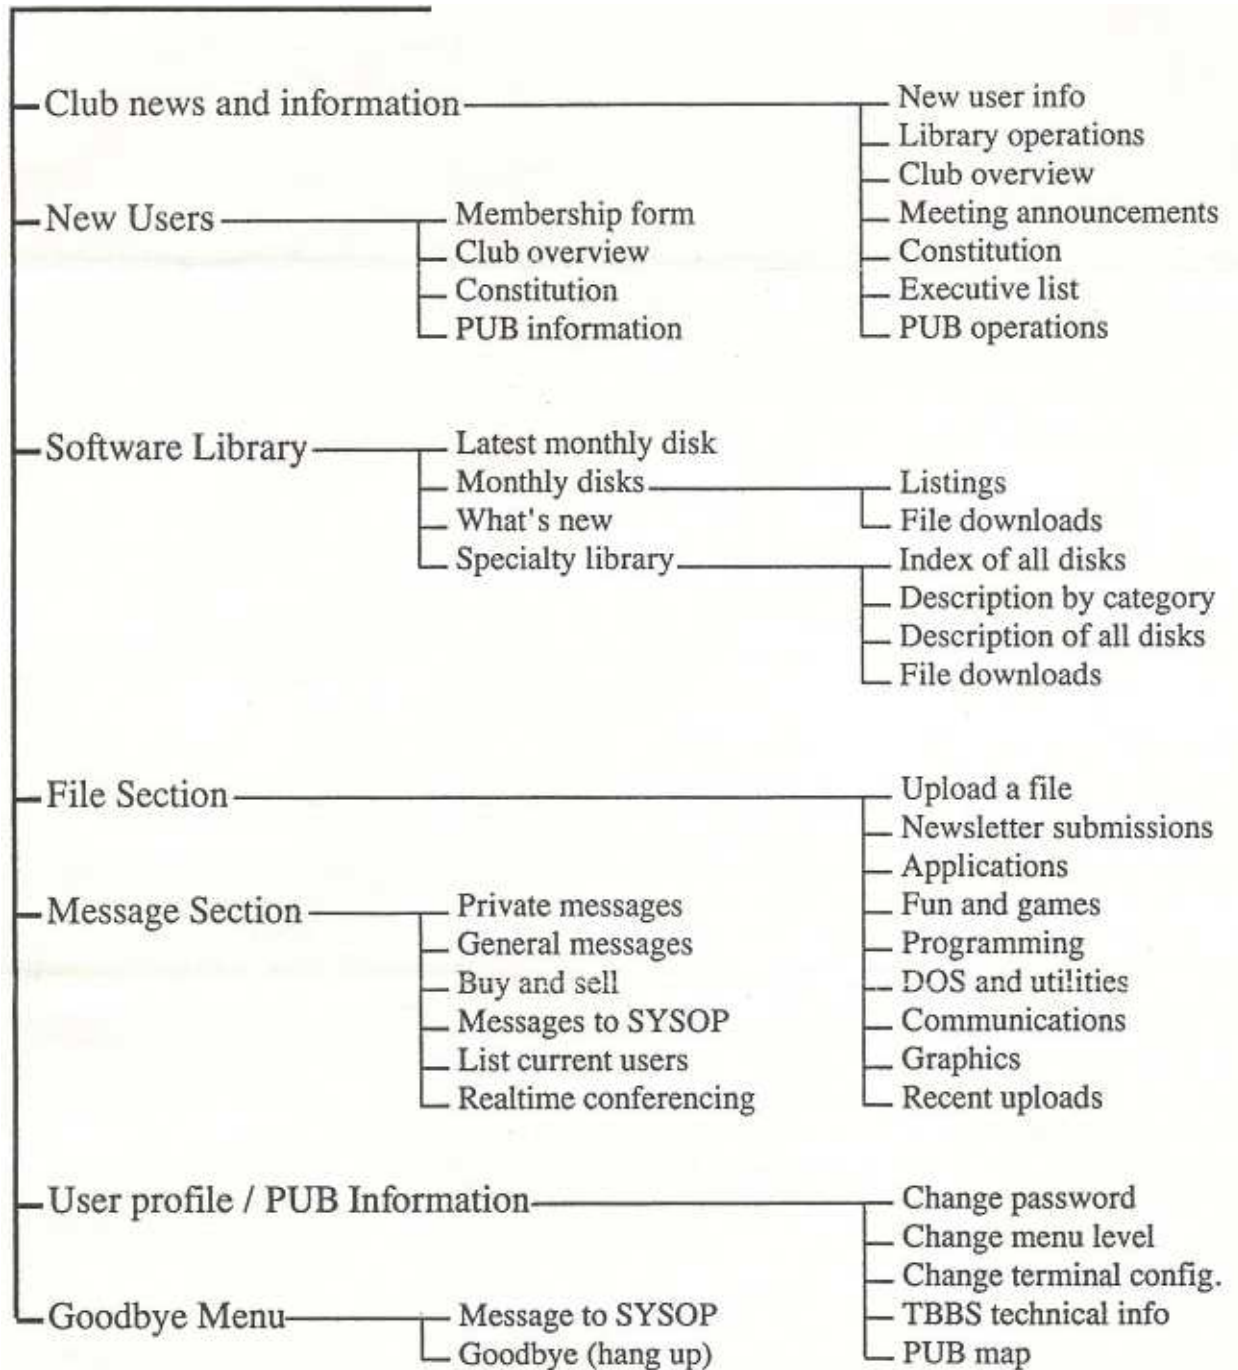 Club news and information
New user info
Library operations
Club overview
Meeting announcements
Constitution
Executive list
PUB operations
New Users
Membership form
Club overview
Constitution
PUB information
Software Library
Latest monthly disk
Monthly disks
Listings
File downloads
What's new
Specialty library
Index of all disks
Description by category
Description of all disks
File downloads
File Section
Upload a file
Newsletter submissions
Applications
Fun and games
Programming
DOS and utilities
Communications
Graphics
Recent uploads
Message Section
Private messages
General messages
Buy and sell
Messages to SYSOP
List current users
Realtime conferencing
User profile / PUB Information
Change password
Change menu level
Change terminal config.
TBBS technical info
PUB map
Goodbye Menu
Message to SYSOP
Goodbye (hang up)